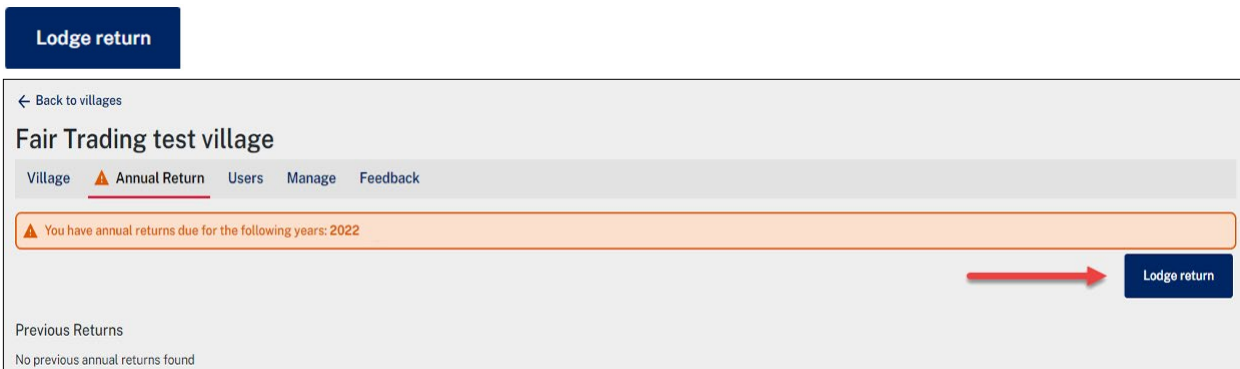 Lodge return
← Back to villages
Fair Trading test village
Village Annual Return Users Manage Feedback
You have annual returns due for the following years: 2022
Lodge return
Previous Returns
No previous annual returns found